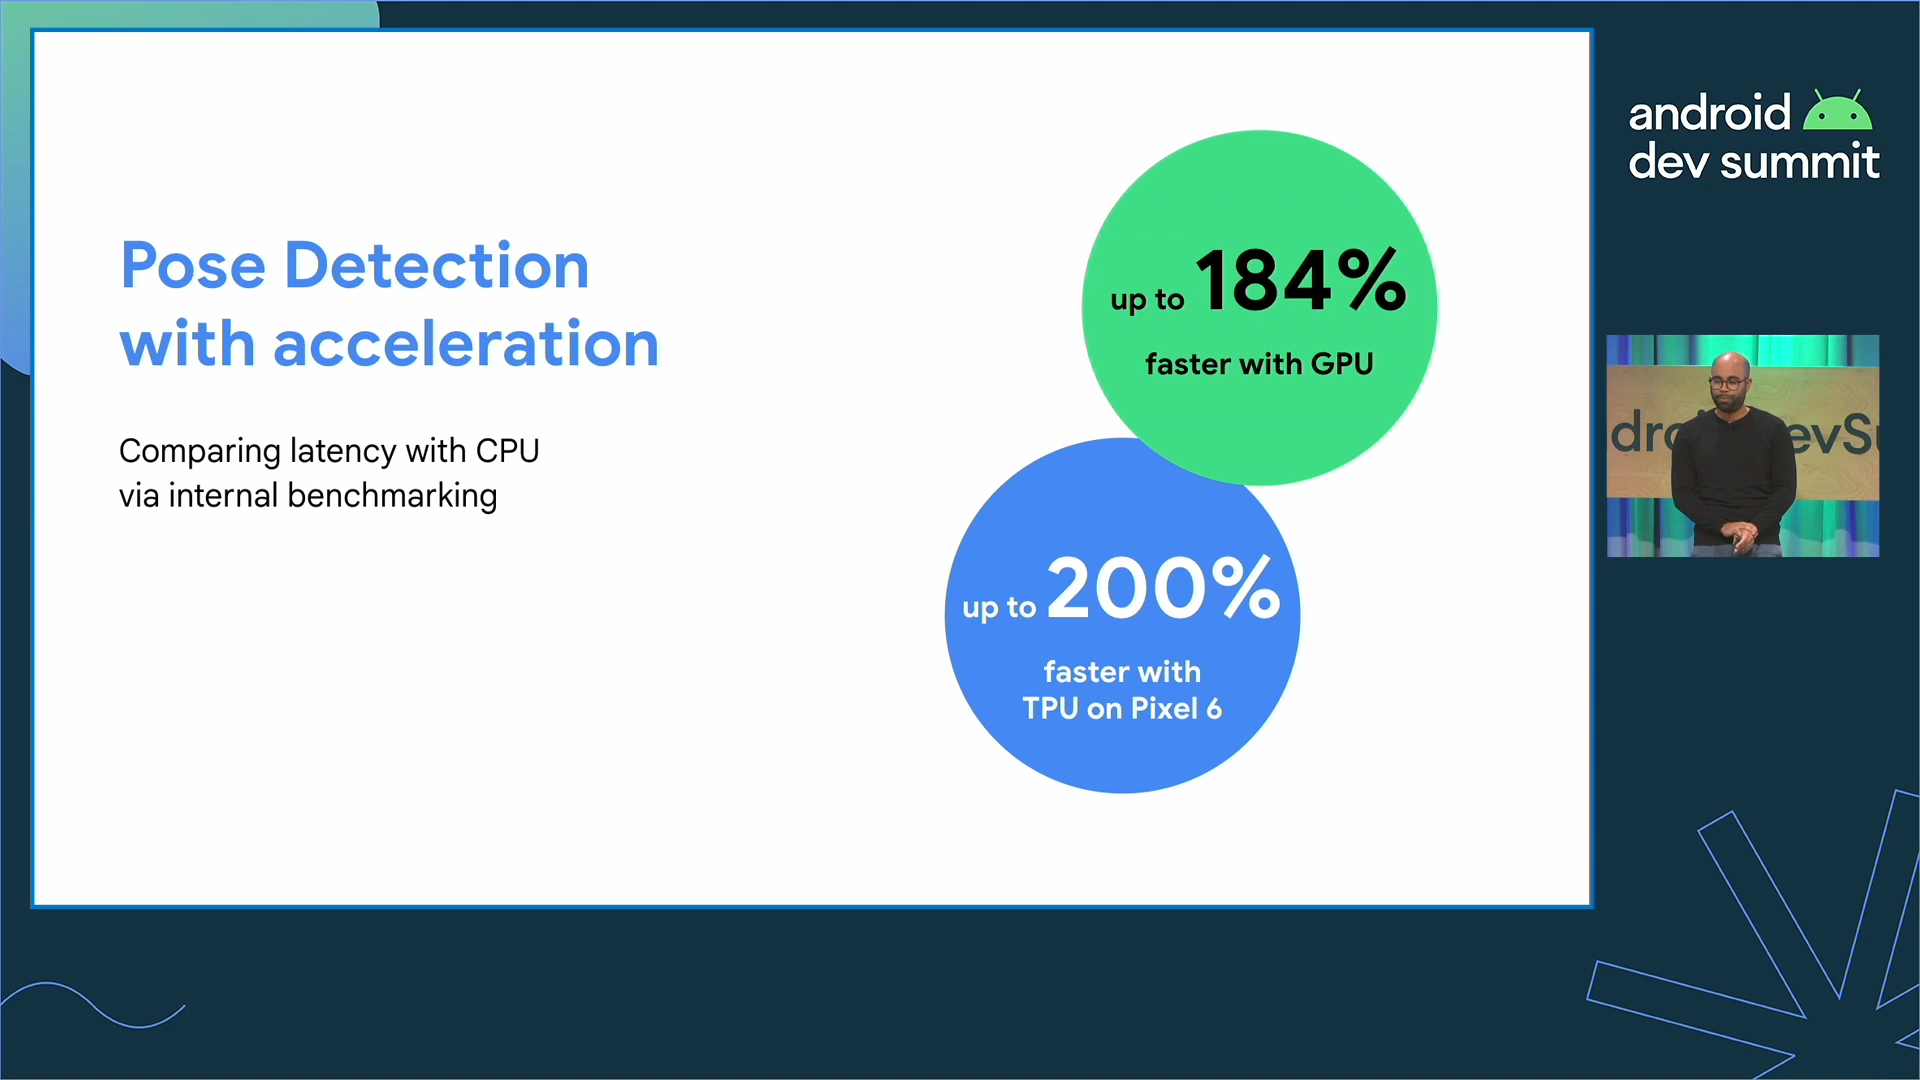 Pose Detection
with acceleration
Comparing latency with CPU
via internal benchmarking
up to 184%
faster with GPU
up to 200%
faster with
TPU on Pixel 6
android
dev summit